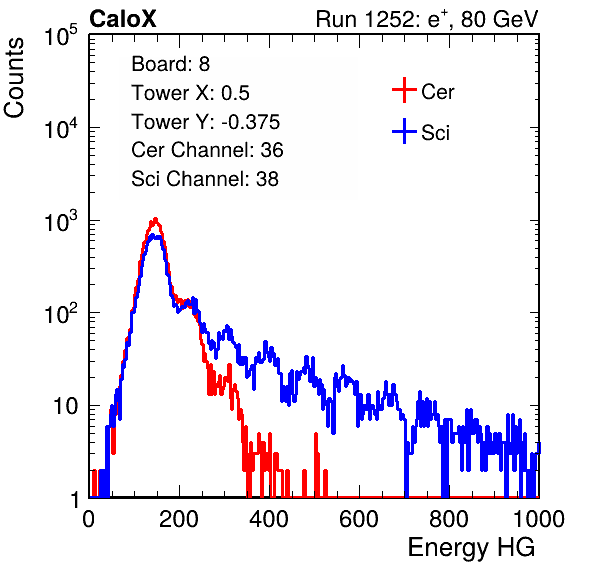 CaloX Run 1252: e⁺, 80 GeV
Counts
10⁵
10⁴
10³
10²
10
1
Board: 8
Tower X: 0.5
Tower Y: -0.375
Cer Channel: 36
Sci Channel: 38
Cer
Sci
0 200 400 600 800 1000
Energy HG